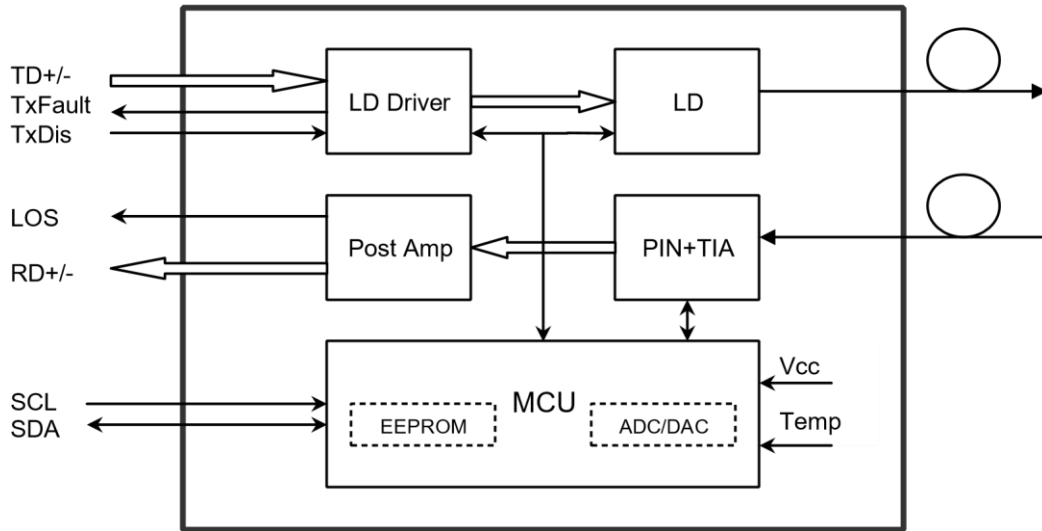 TD+/-
TxFault
TxDis
LD Driver
LD
LOS
RD+/-
Post Amp
PIN+TIA
SCL
SDA
MCU
EEPROM
ADC/DAC
Vcc
Temp